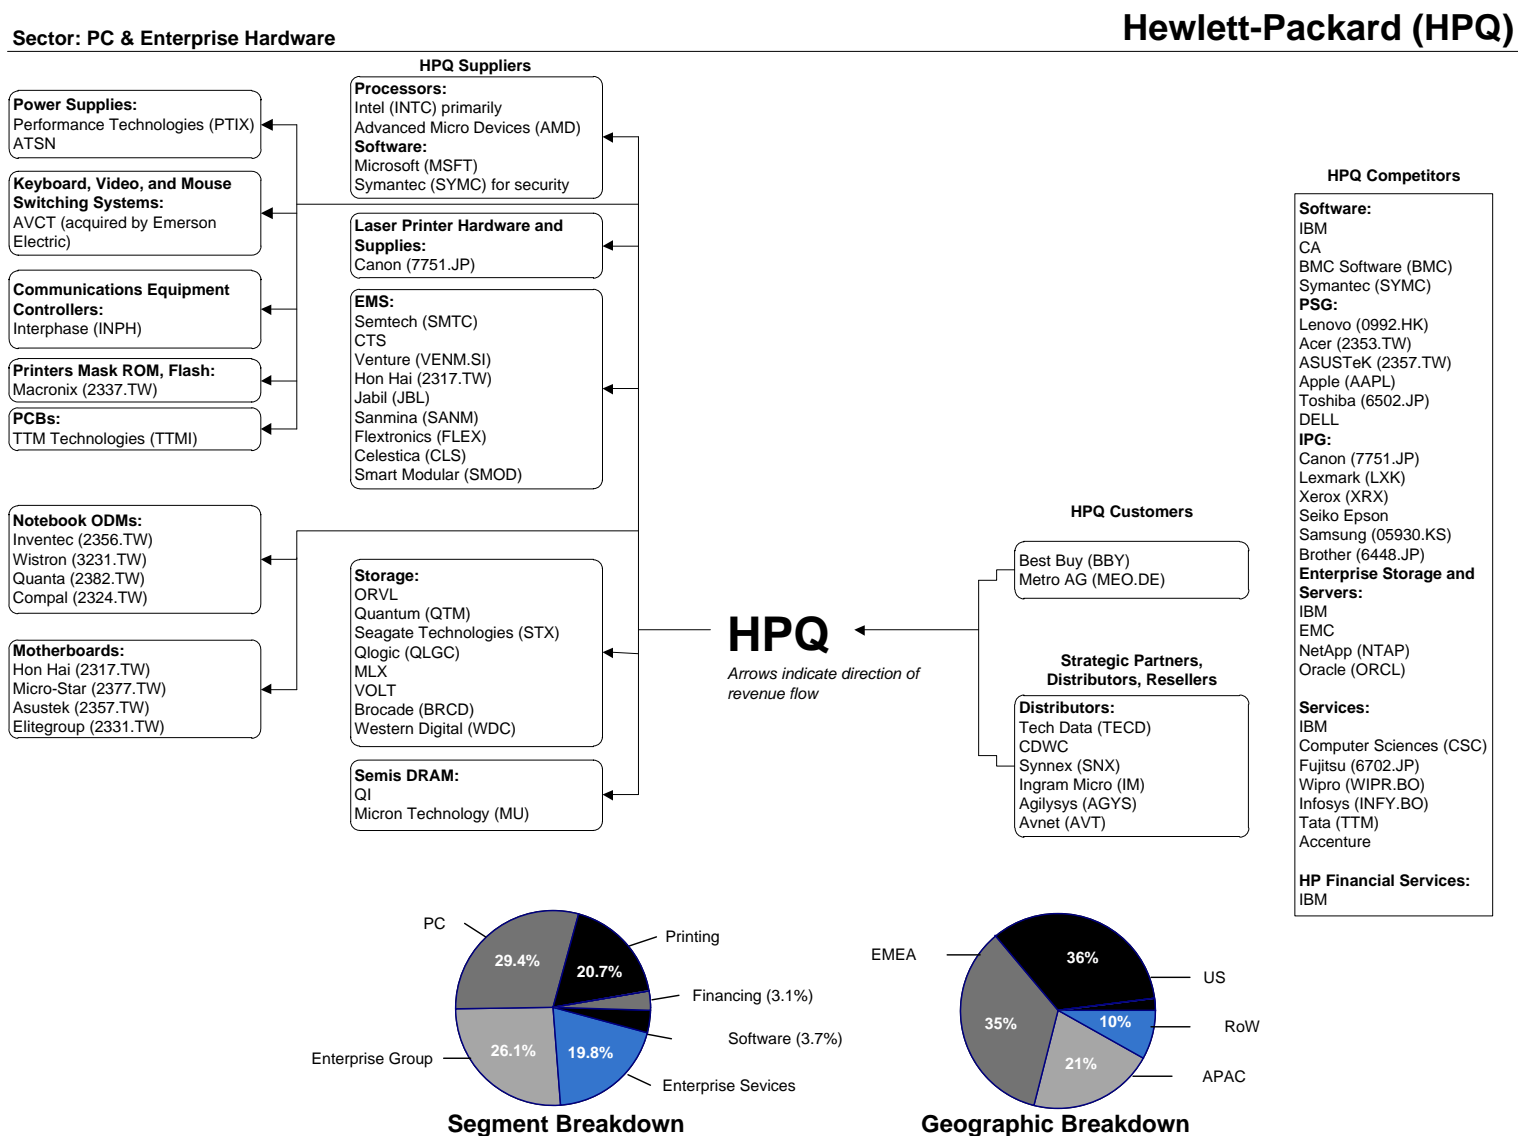 Hewlett-Packard (HPQ)
Sector: PC & Enterprise Hardware
HPQ Suppliers
Power Supplies:
Performance Technologies (PTIX)
ATSN
Keyboard, Video, and Mouse
Switching Systems:
AVCT (acquired by Emerson
Electric)
Communications Equipment
Controllers:
Interphase (INPH)
Printers Mask ROM, Flash:
Macronix (2337.TW)
PCBs:
TTM Technologies (TTMI)
Notebook ODMs:
Inventec (2356.TW)
Wistron (3231.TW)
Quanta (2382.TW)
Compal (2324.TW)
Motherboards:
Hon Hai (2317.TW)
Micro-Star (2377.TW)
Asustek (2357.TW)
Elitegroup (2331.TW)
Processors:
Intel (INTC) primarily
Advanced Micro Devices (AMD)
Software:
Microsoft (MSFT)
Symantec (SYMC) for security
Laser Printer Hardware and
Supplies:
Canon (7751.JP)
EMS:
Semtech (SMTC)
CTS
Venture (VENM.SI)
Hon Hai (2317.TW)
Jabil (JBL)
Sanmina (SANM)
Flextronics (FLEX)
Celestica (CLS)
Smart Modular (SMOD)
Storage:
ORVL
Quantum (QTM)
Seagate Technologies (STX)
Qlogic (QLGC)
MLX
VOLT
Brocade (BRCD)
Western Digital (WDC)
Semis DRAM:
QI
Micron Technology (MU)
HPQ
Arrows indicate direction of
revenue flow
HPQ Customers
Best Buy (BBY)
Metro AG (MEO.DE)
Strategic Partners,
Distributors, Resellers
Distributors:
Tech Data (TECD)
CDWC
Synnex (SNX)
Ingram Micro (IM)
Agilysys (AGYS)
Avnet (AVT)
HPQ Competitors
Software:
IBM
CA
BMC Software (BMC)
Symantec (SYMC)
PSG:
Lenovo (0992.HK)
Acer (2353.TW)
ASUSTeK (2357.TW)
Apple (AAPL)
Toshiba (6502.JP)
DELL
IPG:
Canon (7751.JP)
Lexmark (LXK)
Xerox (XRX)
Seiko Epson
Samsung (05930.KS)
Brother (6448.JP)
Enterprise Storage and
Servers:
IBM
EMC
NetApp (NTAP)
Oracle (ORCL)
Services:
IBM
Computer Sciences (CSC)
Fujitsu (6702.JP)
Wipro (WIPR.BO)
Infosys (INFY.BO)
Tata (TTM)
Accenture
HP Financial Services:
IBM
PC
29.4%
Printing
20.7%
Financing (3.1%)
Software (3.7%)
Enterprise Group
26.1%
19.8%
Enterprise Sevices
Segment Breakdown
EMEA
36%
US
35%
10%
RoW
21%
APAC
Geographic Breakdown